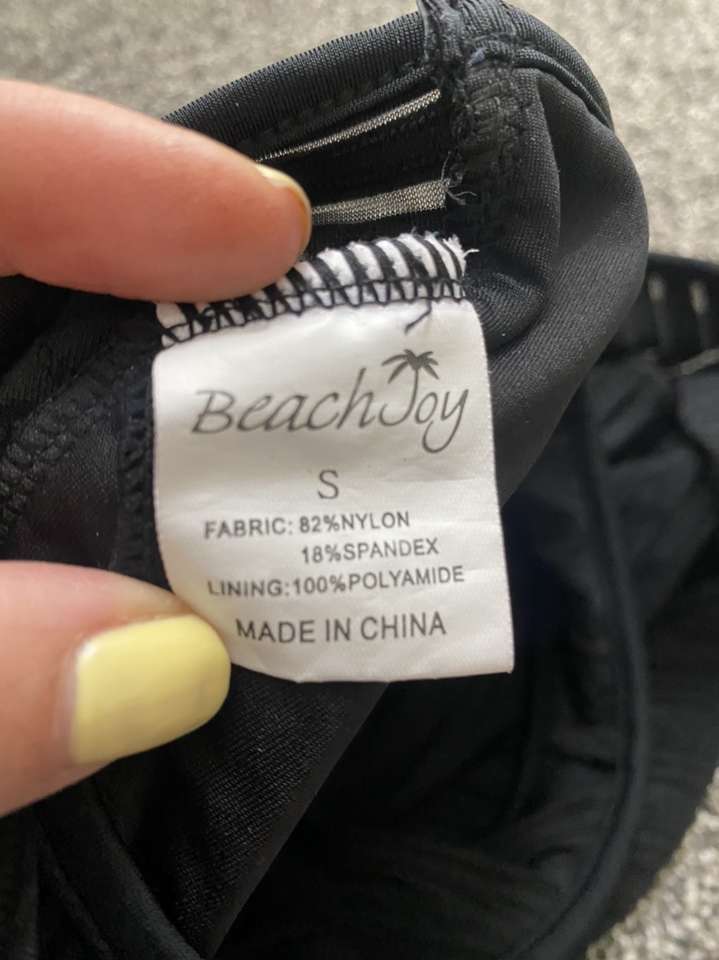 BeachJoy
S
FABRIC: 82%NYLON
18%SPANDEX
LINING:100%POLYAMIDE
MADE IN CHINA